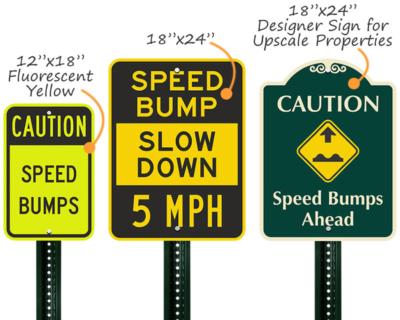 12”x18”
Fluorescent
Yellow
CAUTION
SPEED
BUMPS
18”x24”
SPEED
BUMP
SLOW
DOWN
5 MPH
18”x24”
Designer Sign for
Upscale Properties
CAUTION
Speed Bumps
Ahead